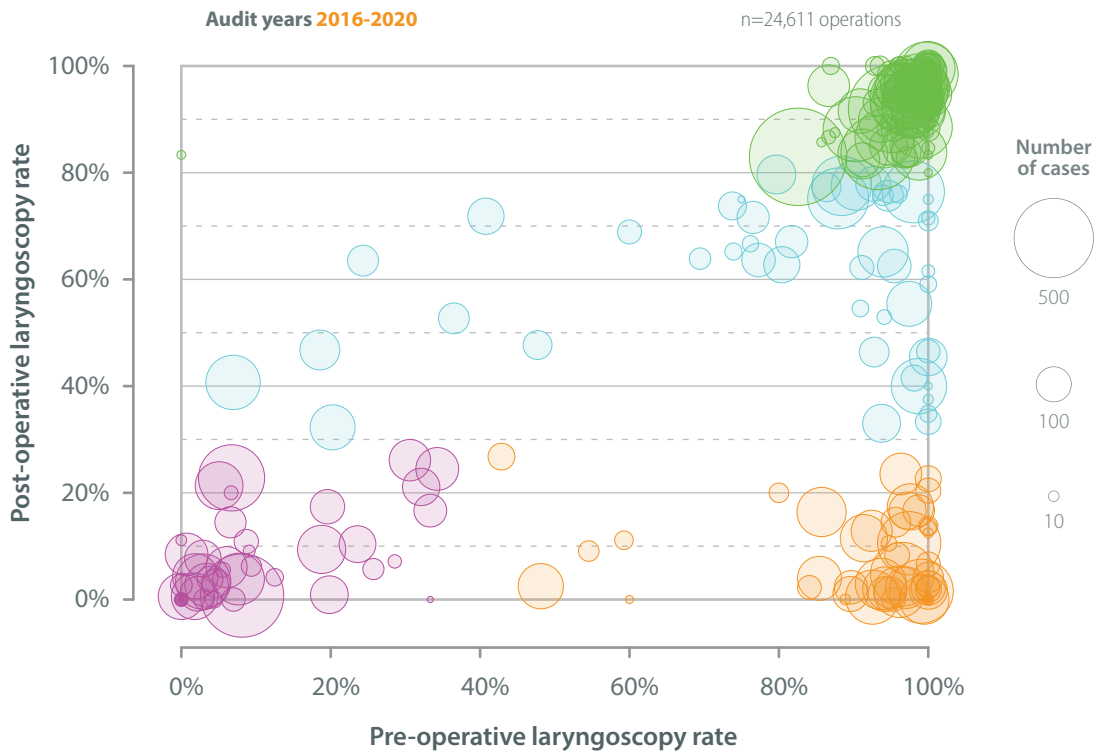 Audit years 2016-2020
n=24,611 operations
Post-operative laryngoscopy rate
100%
80%
60%
40%
20%
0%
0%
20%
40%
60%
80%
100%
Pre-operative laryngoscopy rate
Number
of cases
500
100
10